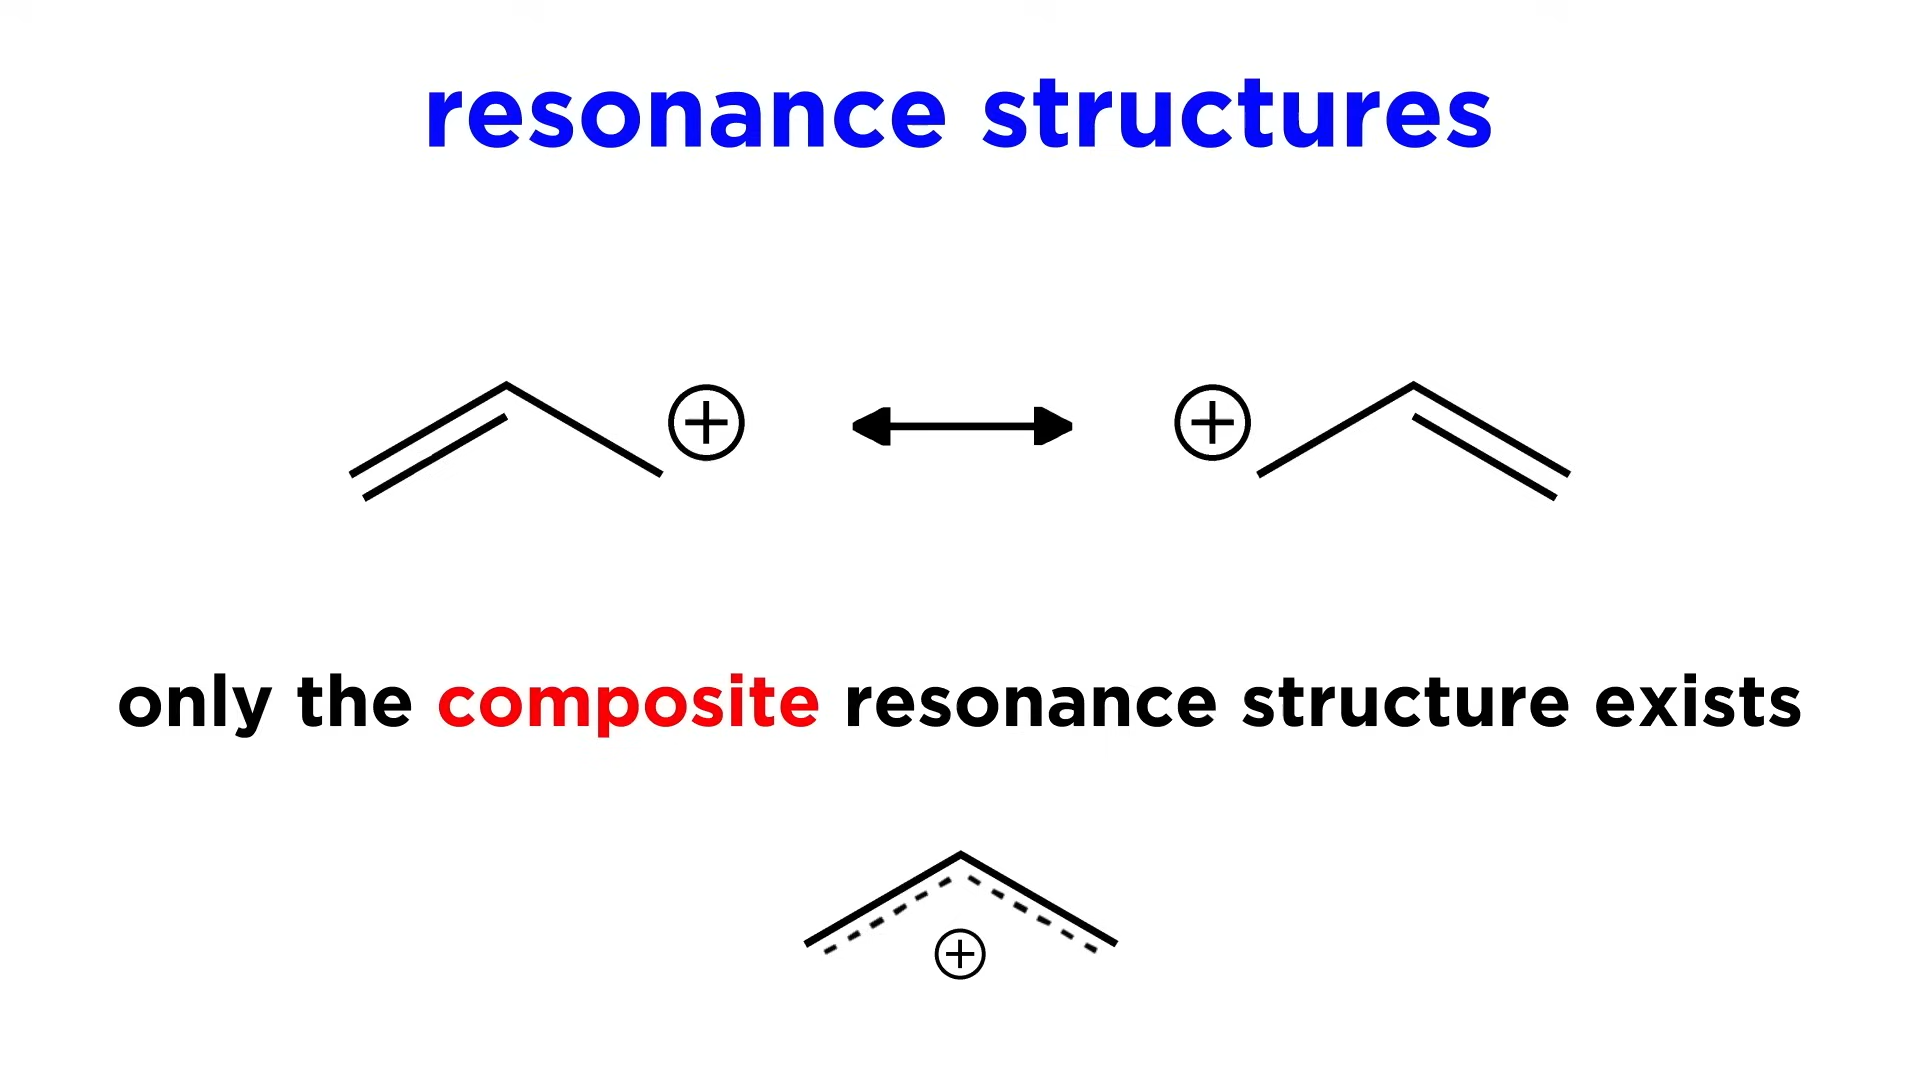 resonance structures
+ +
only the composite resonance structure exists
+